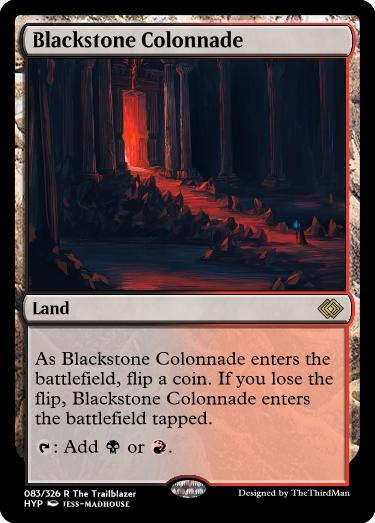 Blackstone Colonnade
Land
As Blackstone Colonnade enters the
battlefield, flip a coin. If you lose the
flip, Blackstone Colonnade enters
the battlefield tapped.
: Add or .
083/326 R The Trailblazer
HYP TESS-MADHOUSE
Designed by TheThirdMan